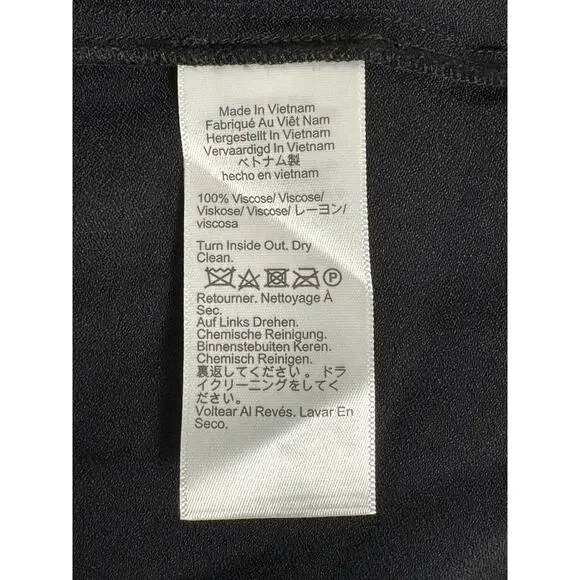 Made In Vietnam
Fabriqué Au Viêt Nam
Hergestellt In Vietnam
Vervaardigd In Vietnam
ベトナム製
hecho en vietnam
100% Viscose/ Viscose/
Viskose/ Viscose/ レーヨン/
viscosa
Turn Inside Out. Dry
Clean.
P
Retourner. Nettoyage À
Sec.
Auf Links Drehen.
Chemische Reinigung.
Binnenstebuiten Keren.
Chemisch Reinigen.
裏返してください 。ドラ
イクリーニングをしてく
ださい。
Voltear Al Revés. Lavar En
Seco.